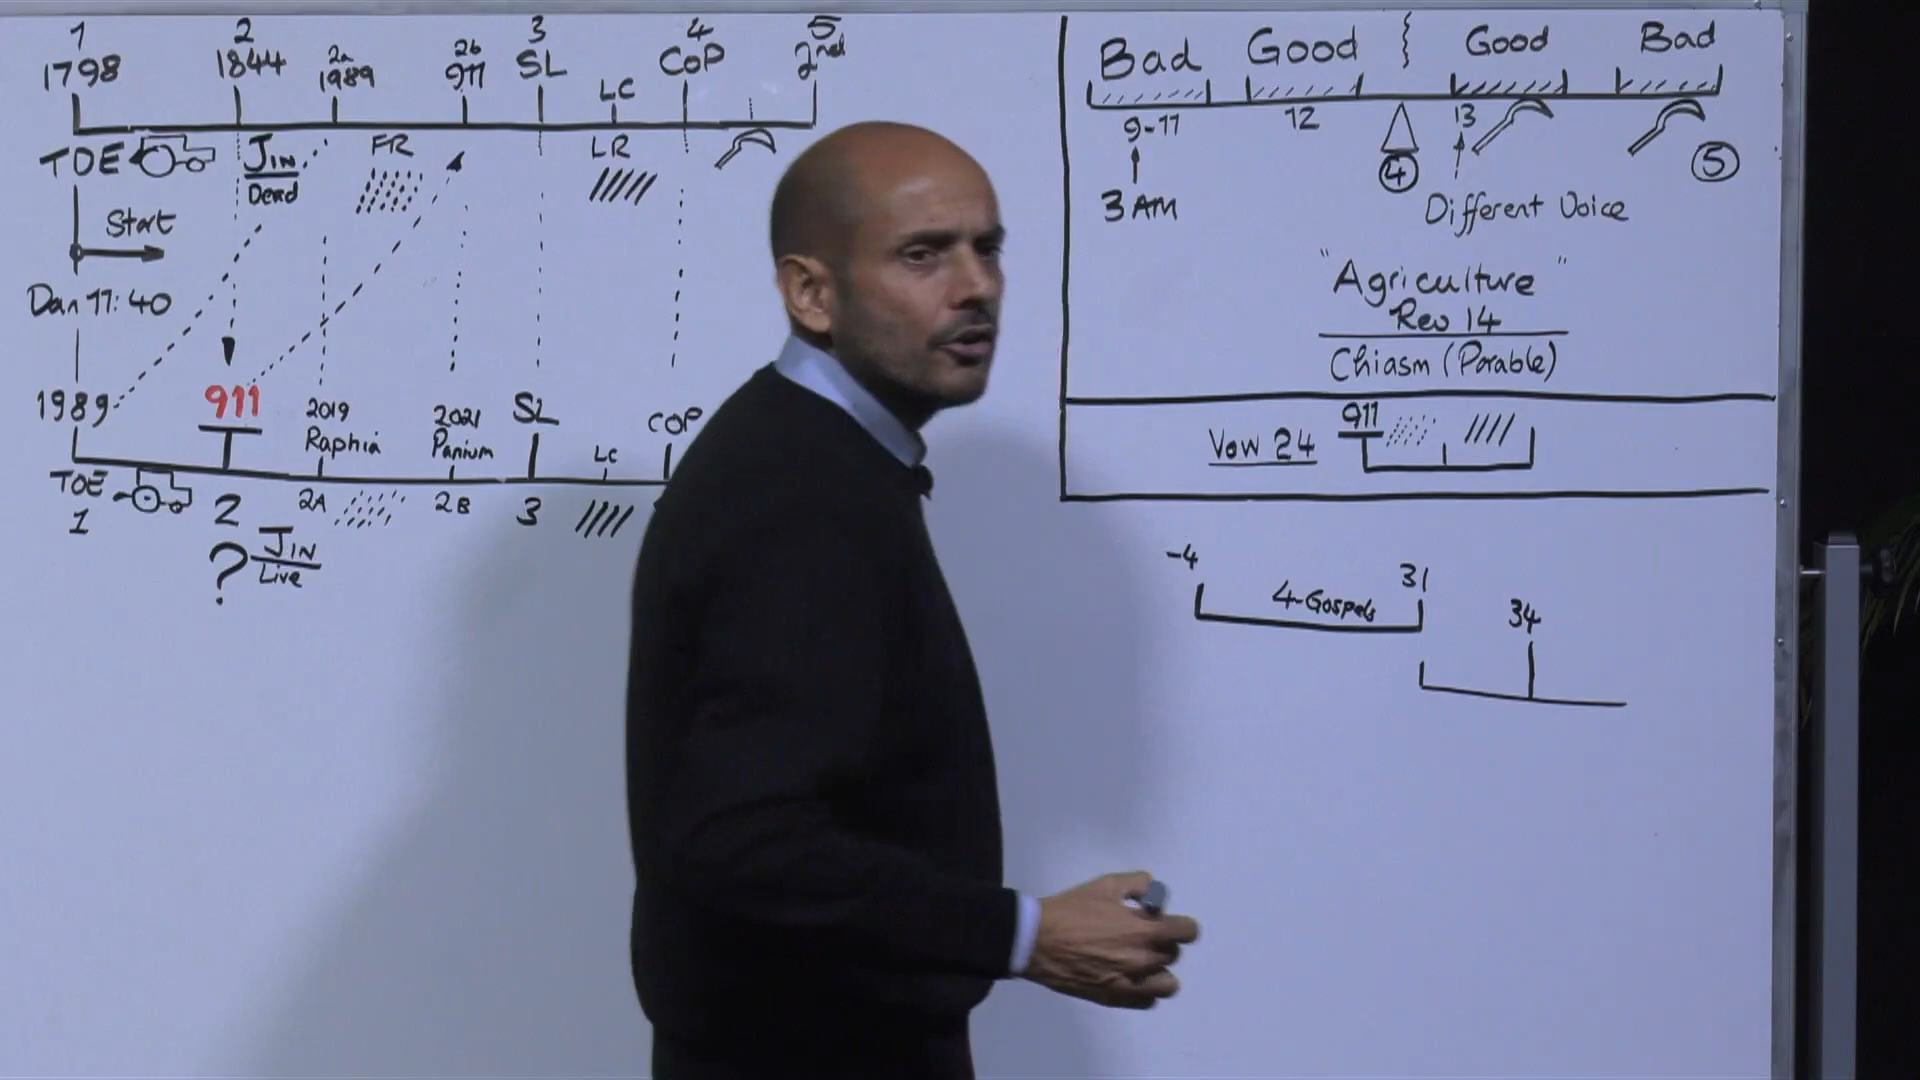 1 2 2a 2b 3 4 5
1798 1844 1989 911 SL LC CoP 2nd
TOE JIN FR LR
Dead
Start
Dan 11:40
1989 911 2019 2021 SL LC COP
Raphia Panium
TOE 2A 2B 3
1 2
? JIN
Live
Bad Good Good Bad
9-11 12 13
4 5
3 AM Different Voice
"Agriculture"
Rev 14
Chiasm (Parable)
911
Vow 24
-4 31
4-Gospels 34